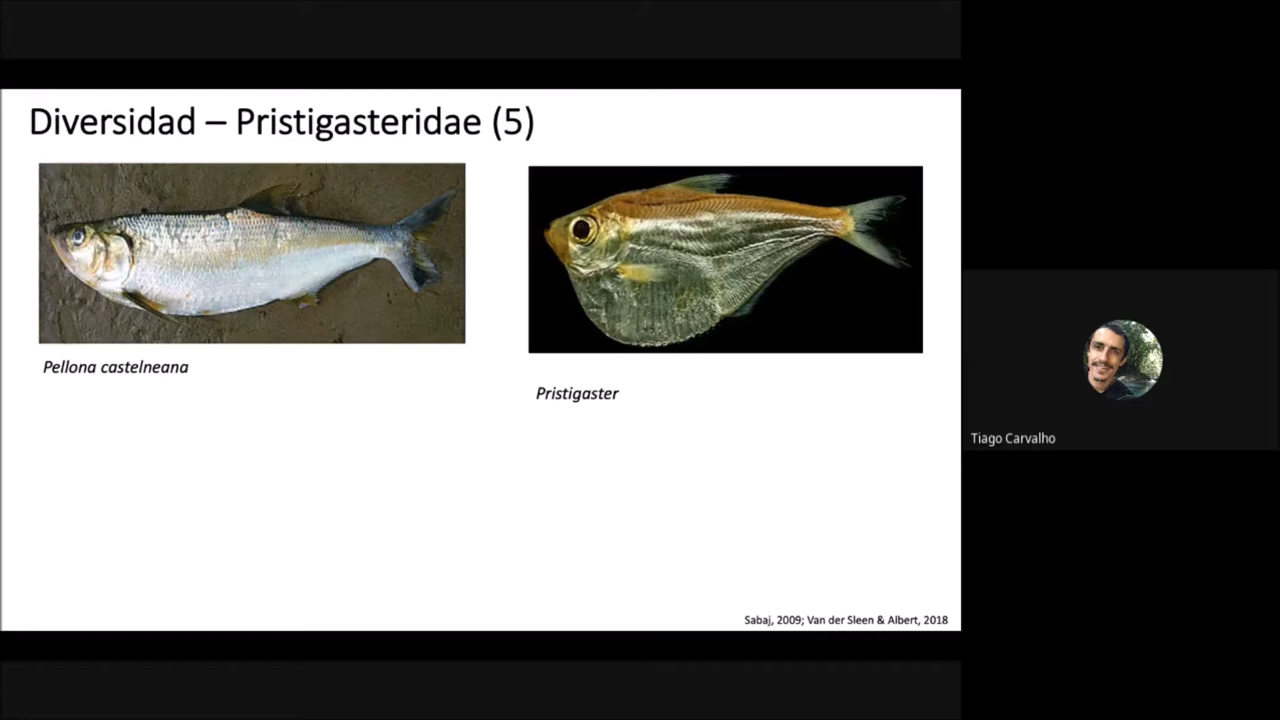 Diversidad – Pristigasteridae (5)
Pellona castelneana
Pristigaster
Tiago Carvalho
Sabaj, 2009; Van der Sleen & Albert, 2018